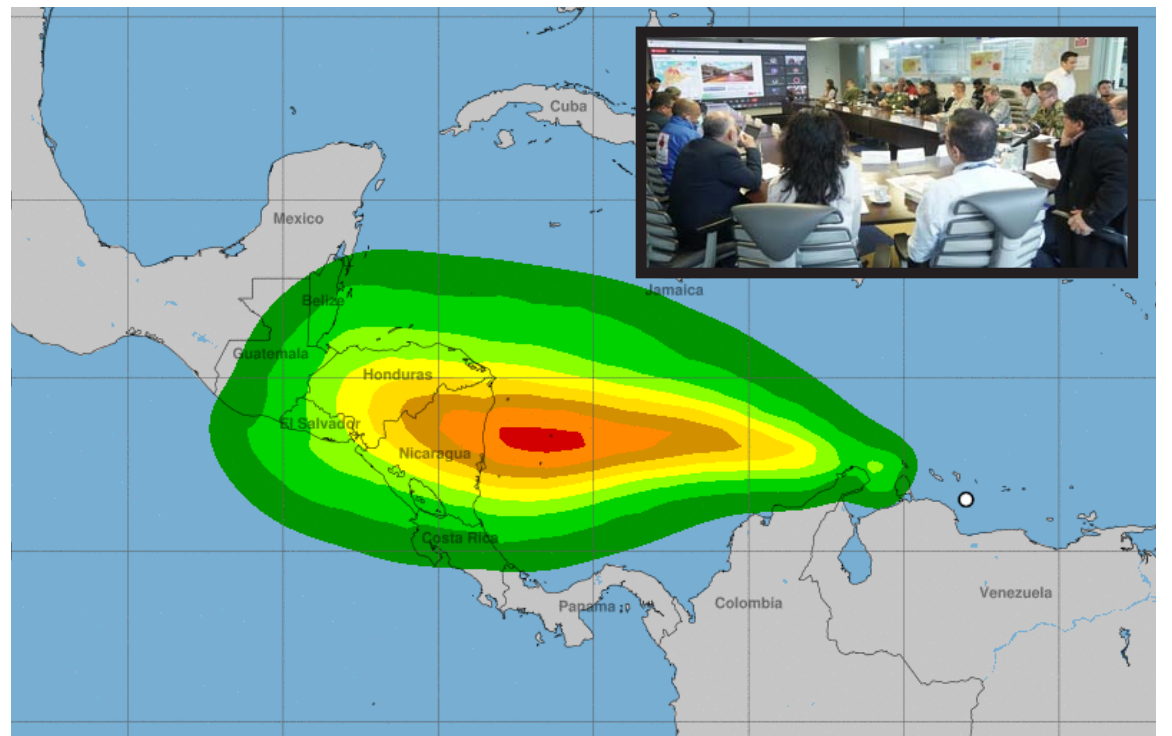 Cuba
Mexico
Jamaica
Belize
Guatemala
Honduras
El Salvador
Nicaragua
Costa Rica
Panama
Colombia
Venezuela